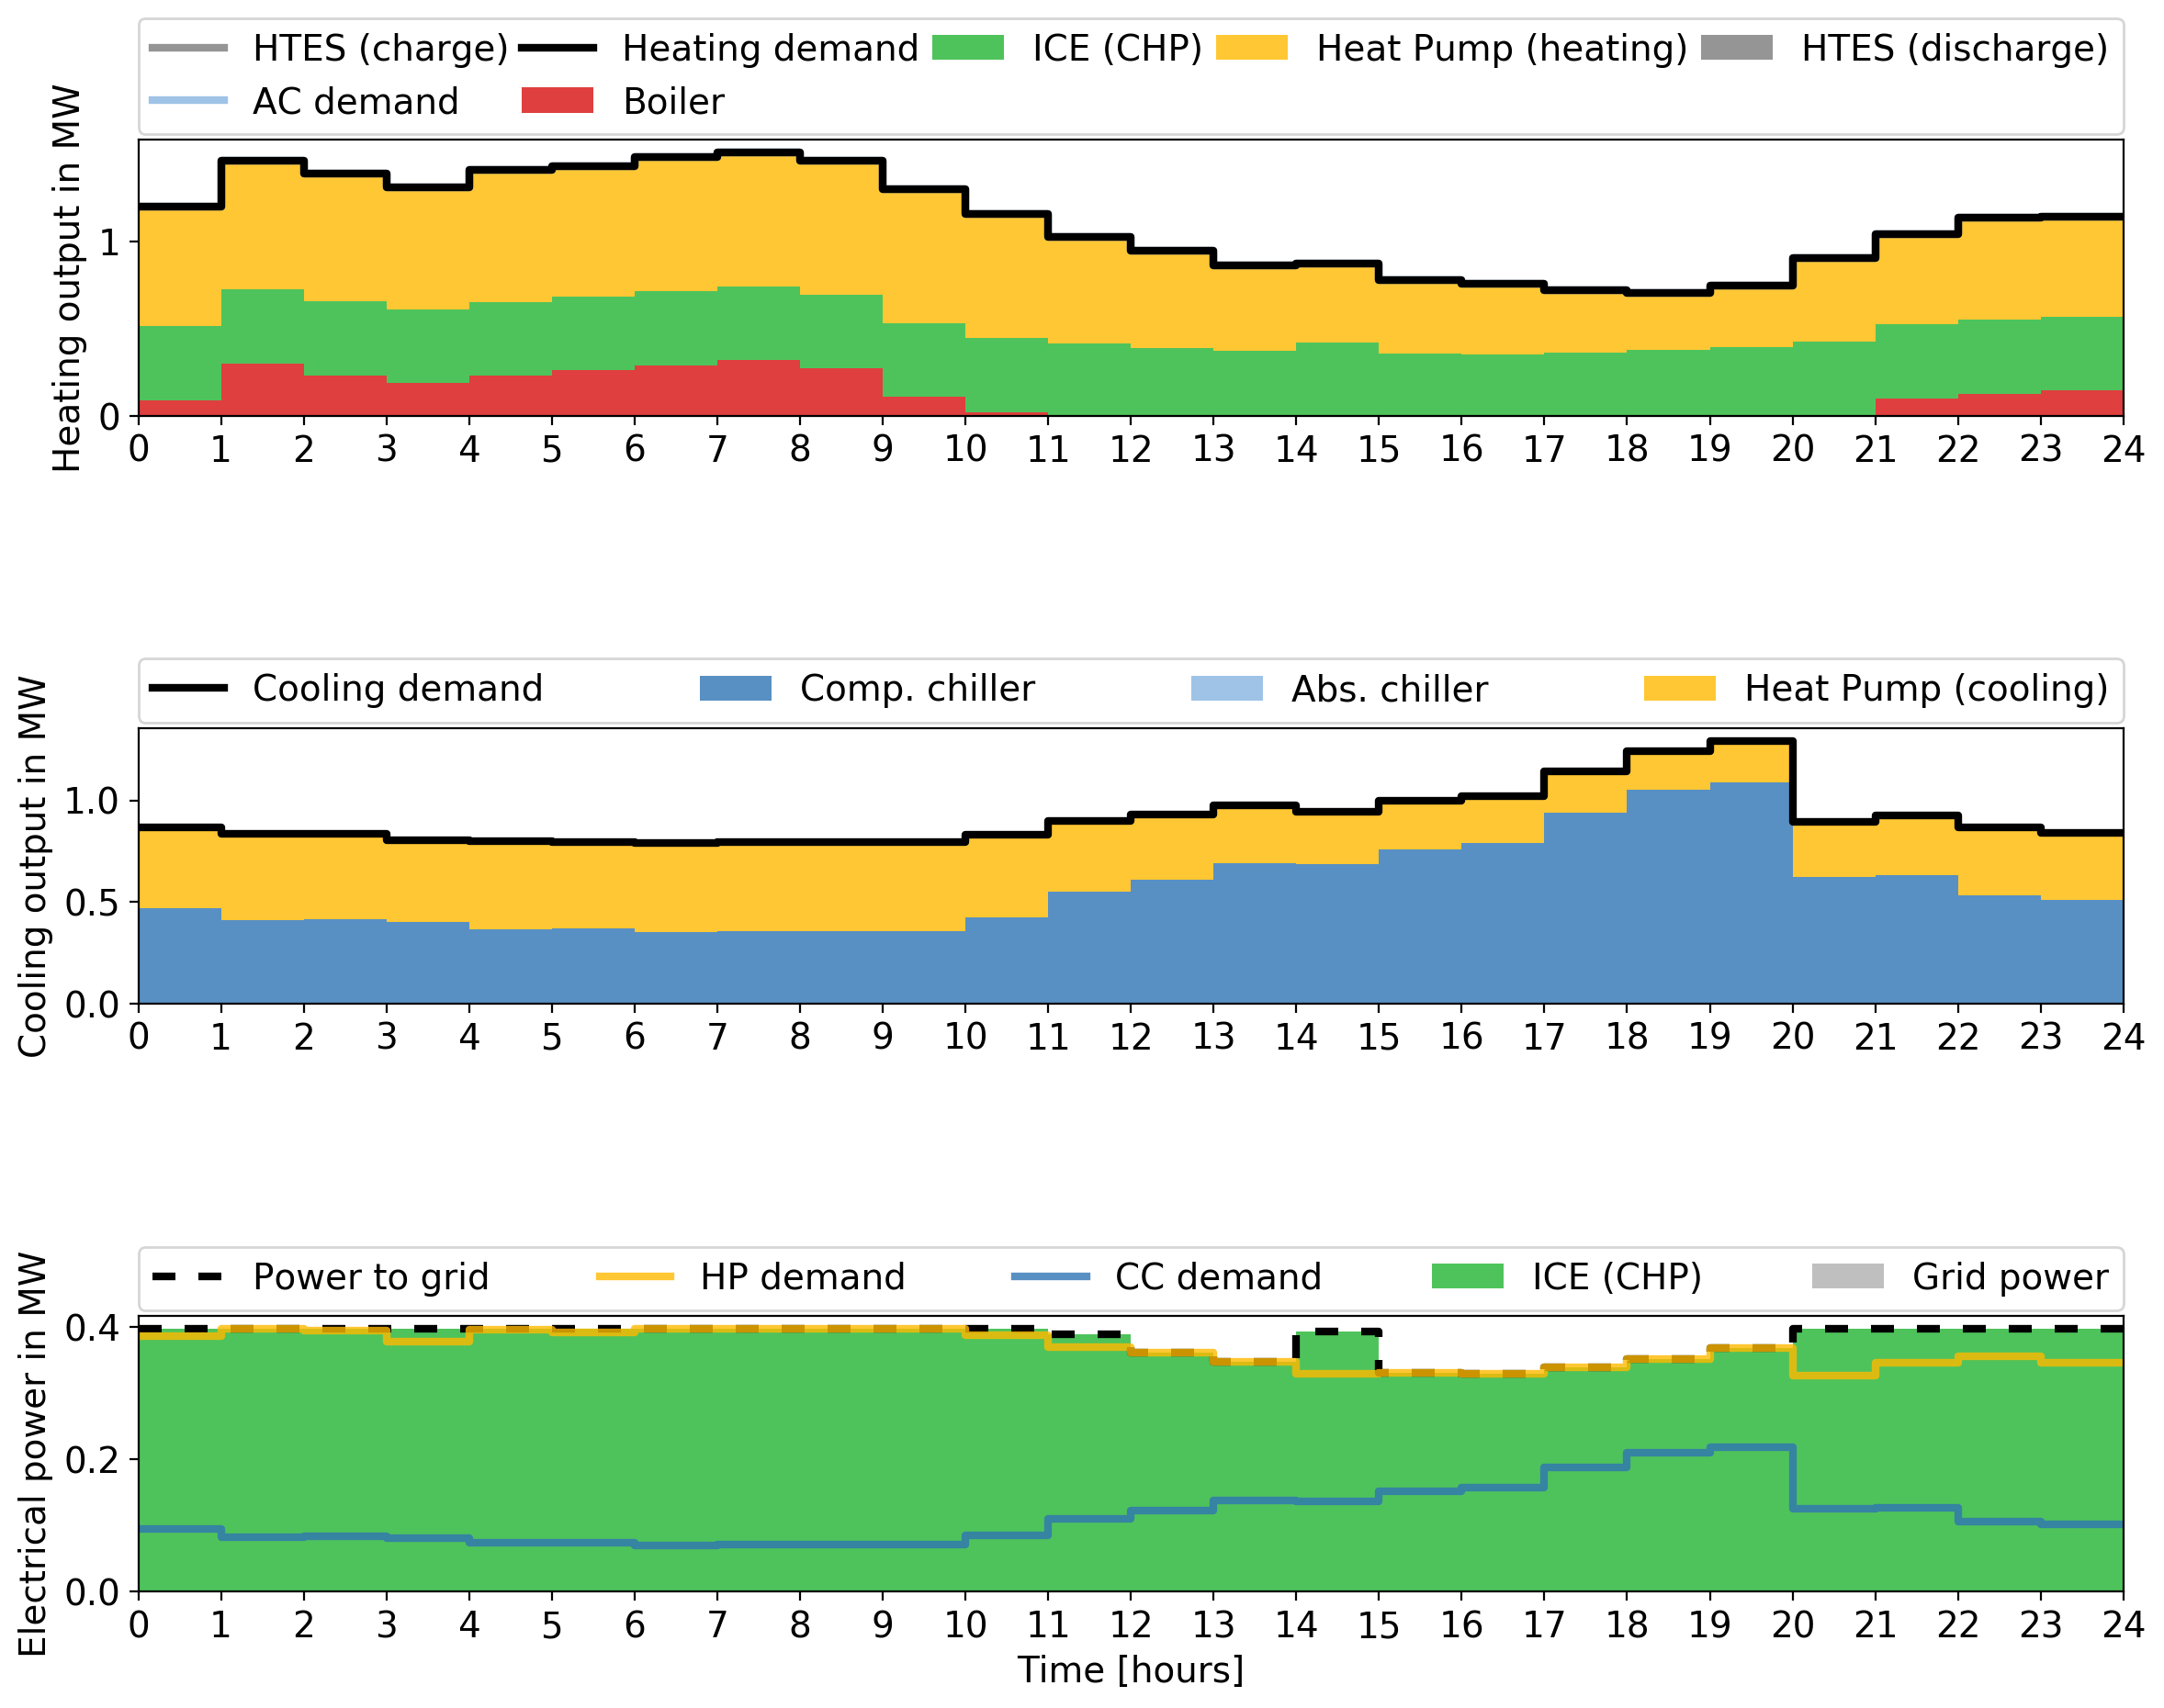 HTES (charge) Heating demand ICE (CHP) Heat Pump (heating) HTES (discharge)
AC demand Boiler
Heating output in MW
1
0
0 1 2 3 4 5 6 7 8 9 10 11 12 13 14 15 16 17 18 19 20 21 22 23 24
Cooling demand Comp. chiller Abs. chiller Heat Pump (cooling)
Cooling output in MW
1.0
0.5
0.0
0 1 2 3 4 5 6 7 8 9 10 11 12 13 14 15 16 17 18 19 20 21 22 23 24
Power to grid HP demand CC demand ICE (CHP) Grid power
Electrical power in MW
0.4
0.2
0.0
0 1 2 3 4 5 6 7 8 9 10 11 12 13 14 15 16 17 18 19 20 21 22 23 24
Time [hours]